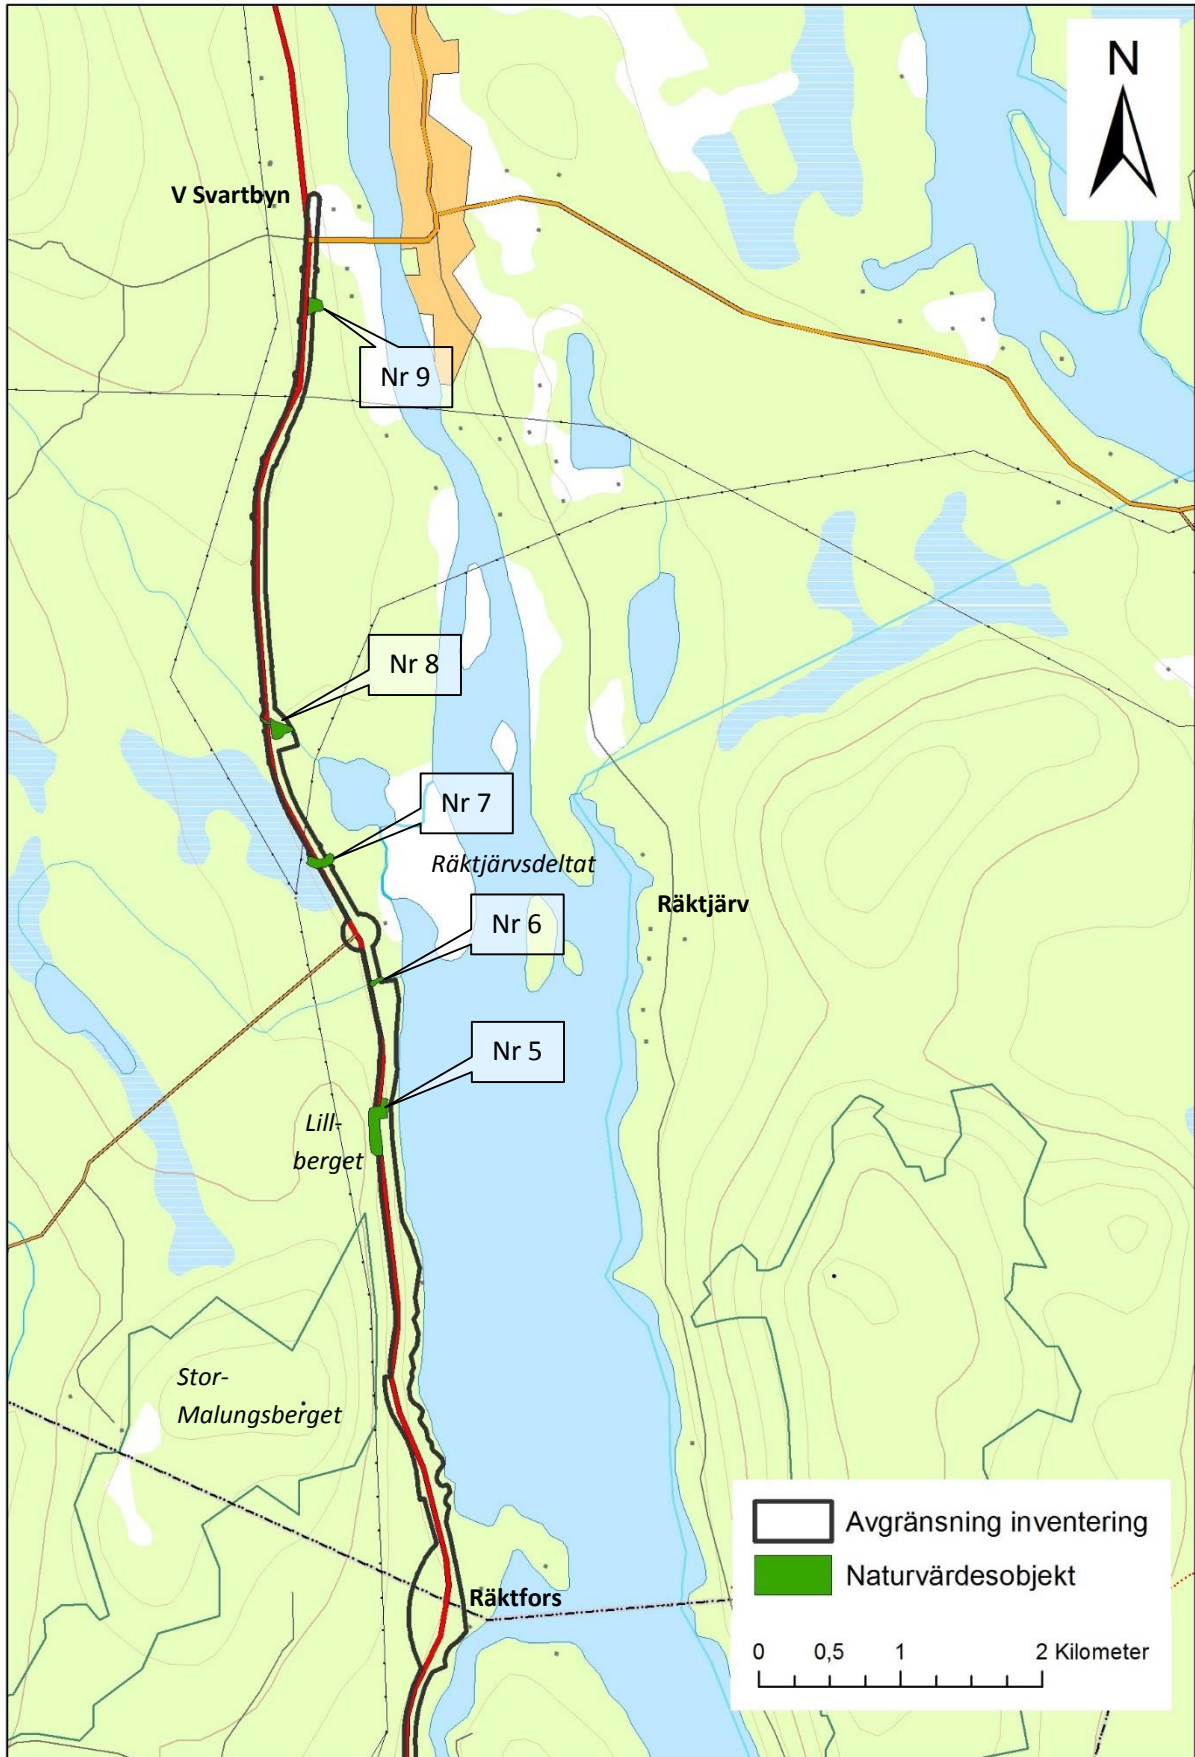 N
V Svartbyn
Nr 9
Nr 8
Nr 7
Räktjärvsdeltat
Räktjärv
Nr 6
Nr 5
Lill-
berget
Stor-
Malungsberget
Räktfors
Avgränsning inventering
Naturvärdesobjekt
0 0,5 1 2 Kilometer